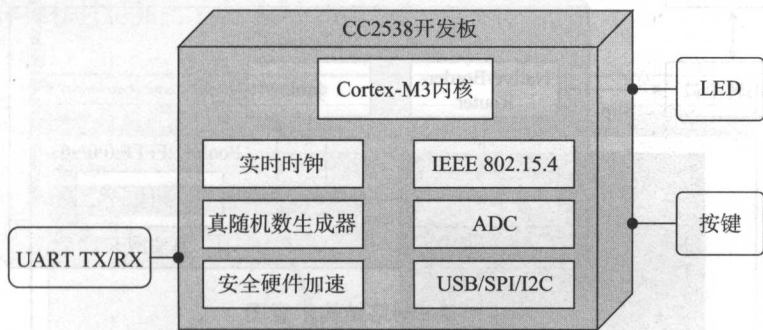 CC2538开发板
Cortex-M3内核
LED
实时时钟
IEEE 802.15.4
真随机数生成器
ADC
按键
UART TX/RX
安全硬件加速
USB/SPI/I2C